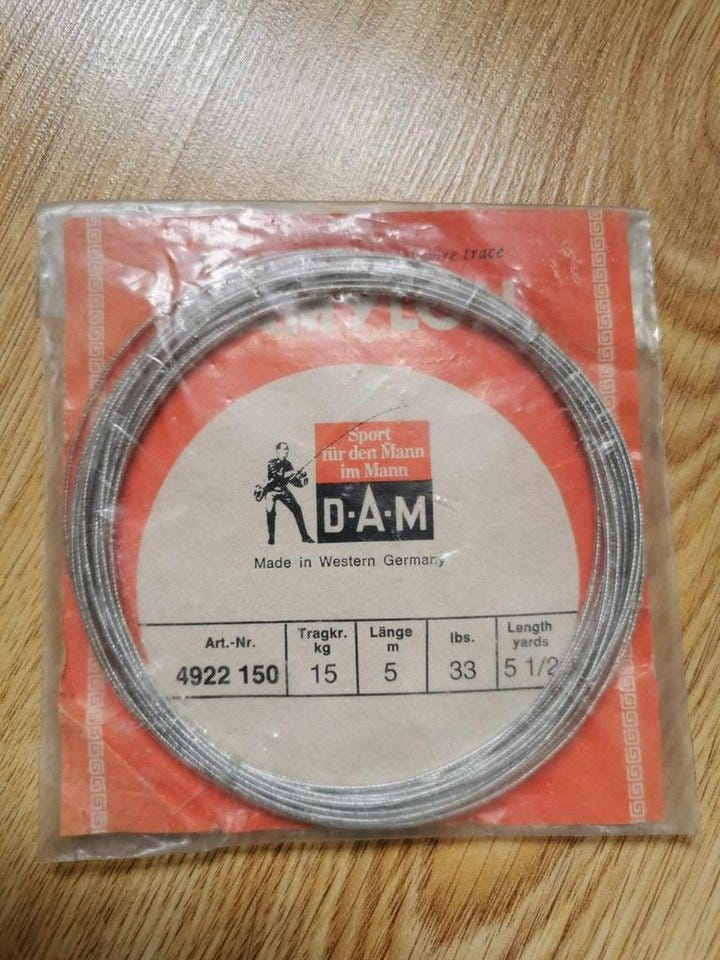 wire trace
Sport
für den Mann
im Mann
D·A·M
Made in Western Germany
Art.-Nr. Tragkr. kg Länge m lbs. Length yards
4922 150 15 5 33 5 1/2